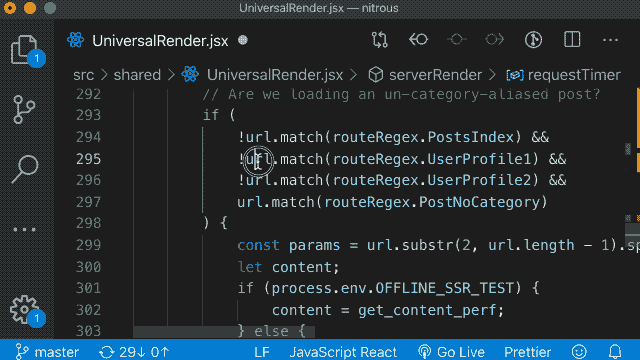 UniversalRender.jsx — nitrous
UniversalRender.jsx
src > shared > UniversalRender.jsx > serverRender > requestTimer
292 // Are we loading an un-category-aliased post?
293 if (
294 !url.match(routeRegex.PostsIndex) &&
295 !url.match(routeRegex.UserProfile1) &&
296 !url.match(routeRegex.UserProfile2) &&
297 url.match(routeRegex.PostNoCategory)
298 ) {
299 const params = url.substr(2, url.length - 1).sp
300 let content;
301 if (process.env.OFFLINE_SSR_TEST) {
302 content = get_content_perf;
303 } else {
1
1
master 29↓ 0↑ LF JavaScript React Go Live Prettier